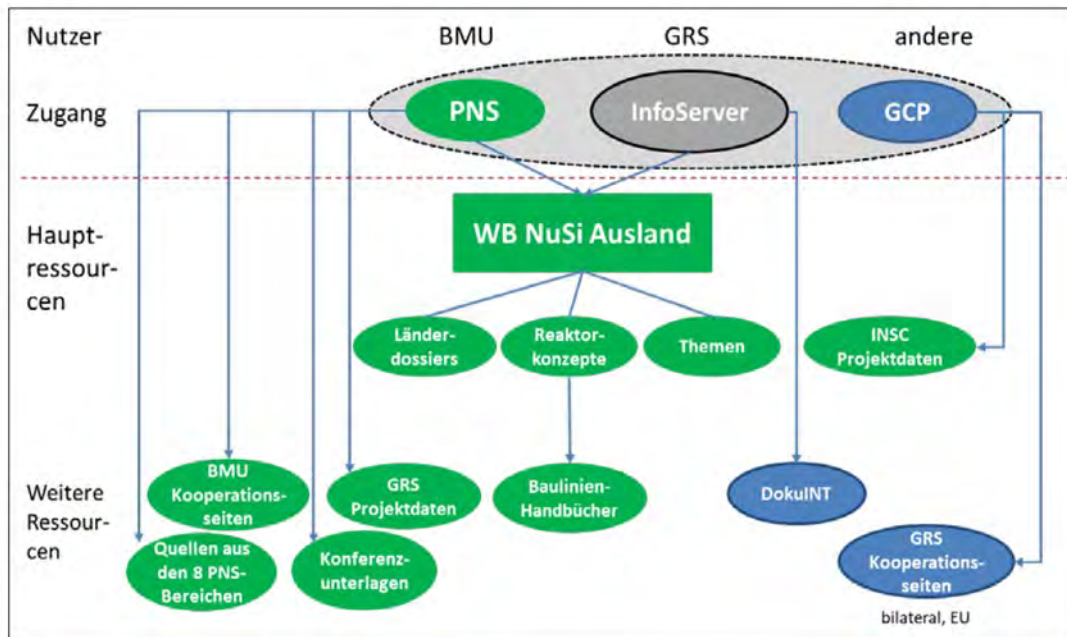 Nutzer
BMU
GRS
andere
Zugang
PNS
InfoServer
GCP
Haupt-
ressour-
cen
WB NuSi Ausland
Länder-
dossiers
Reaktor-
konzepte
Themen
INSC
Projektdaten
Weitere
Ressour-
cen
BMU
Kooperations-
seiten
GRS
Projektdaten
Baulinien-
Handbücher
DokuINT
Quellen aus
den 8 PNS-
Bereichen
Konferenz-
unterlagen
GRS
Kooperations-
seiten
bilateral, EU